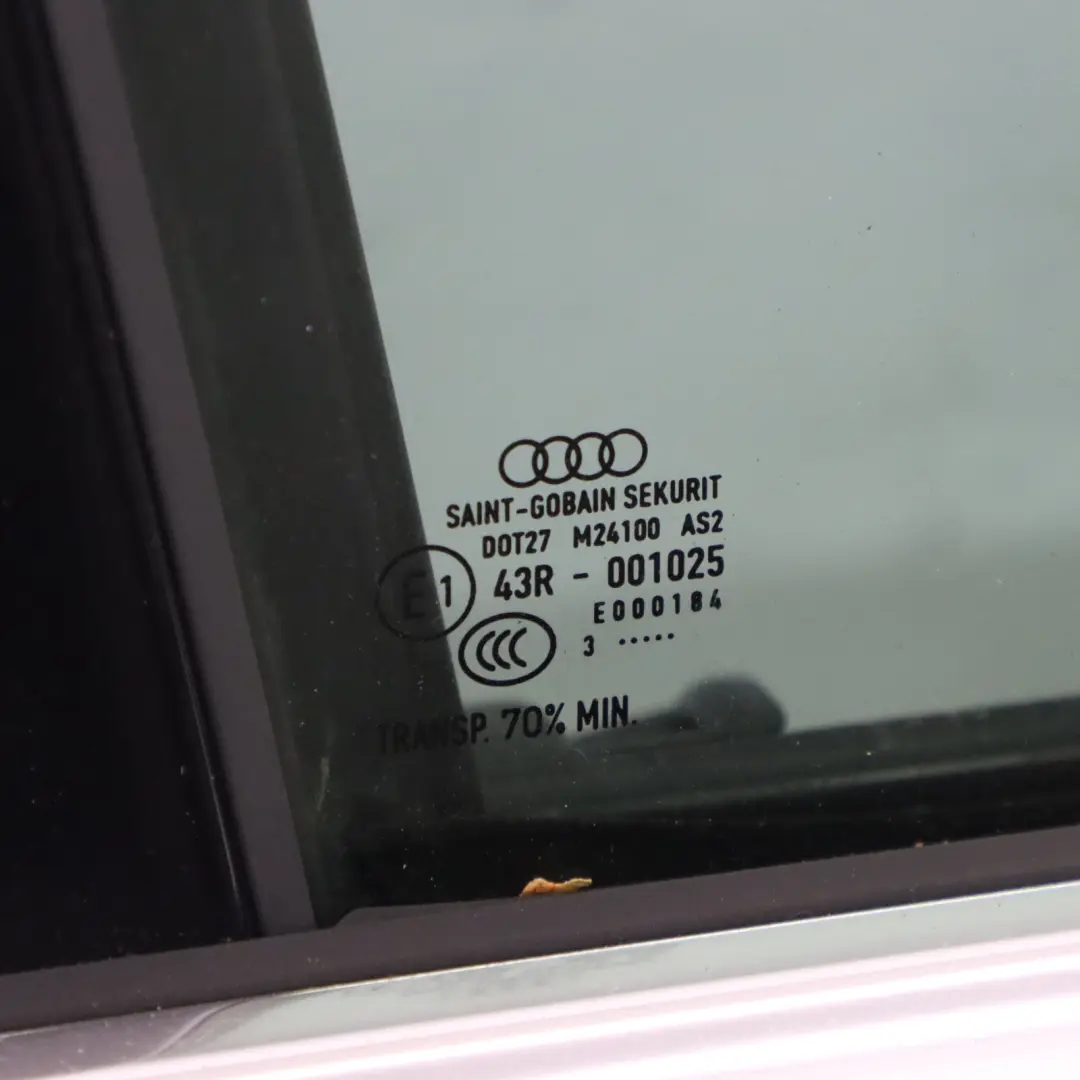 SAINT-GOBAIN SEKURIT
DOT27 M24100 AS2
E1 43R - 001025
E000184
CCC 3 .....
TRANSP. 70% MIN.